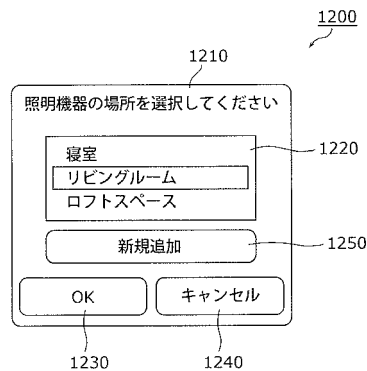 1200
1210
照明機器の場所を選択してください
寝室
1220
リビングルーム
ロフトスペース
新規追加
1250
OK
キャンセル
1230
1240